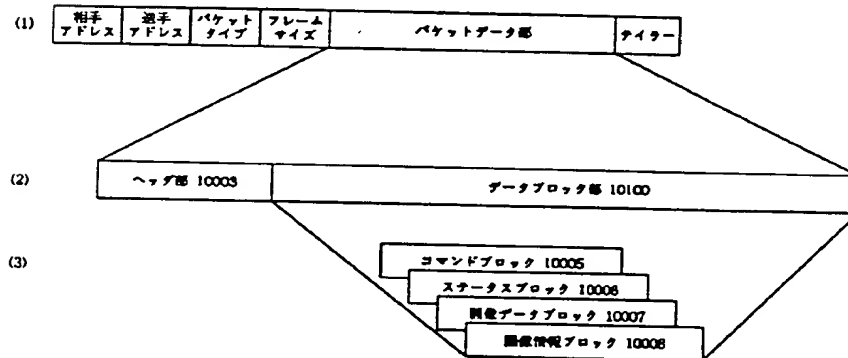 (1)
相手
アドレス
選手
アドレス
パケット
タイプ
フレーム
サイズ
パケットデータ部
テイラー
(2)
ヘッダ部 10003
データブロック部 10100
(3)
コマンドブロック 10005
ステータスブロック 10006
画像データブロック 10007
画像情報ブロック 10008